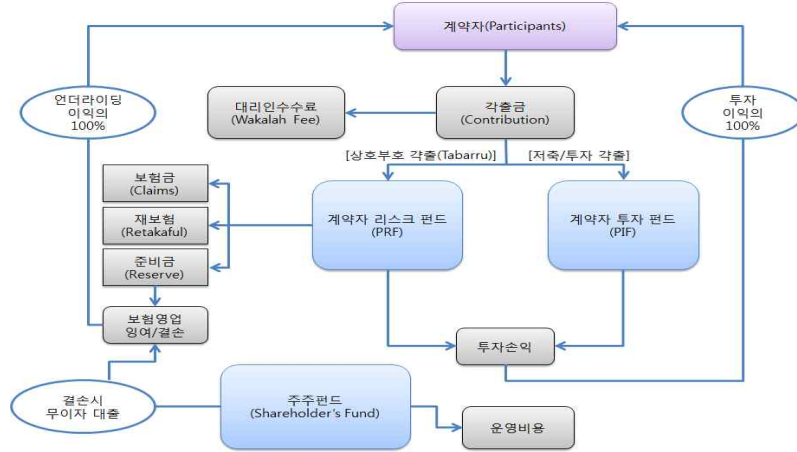 계약자(Participants)
언더라이딩
이익의
100%
대리인수수료
(Wakalah Fee)
각출금
(Contribution)
투자
이익의
100%
[상호부호 갹출(Tabarru)]
[저축/투자 갹출]
보험금
(Claims)
재보험
(Retakaful)
준비금
(Reserve)
계약자 리스크 펀드
(PRF)
계약자 투자 펀드
(PIF)
보험영업
잉여/결손
투자손익
결손시
무이자 대출
주주펀드
(Shareholder's Fund)
운영비용